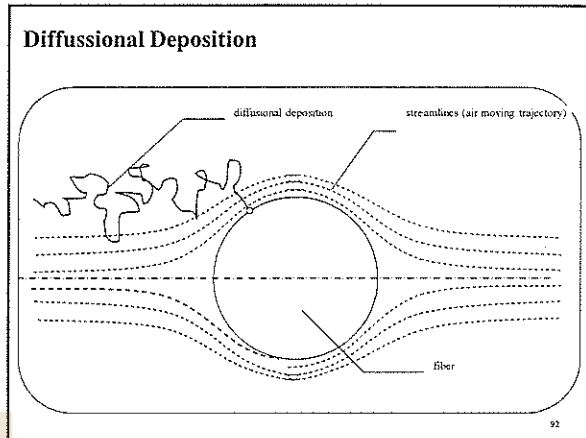 Diffussional Deposition
diffusional deposition
streamlines (air moving trajectory)
fiber
92